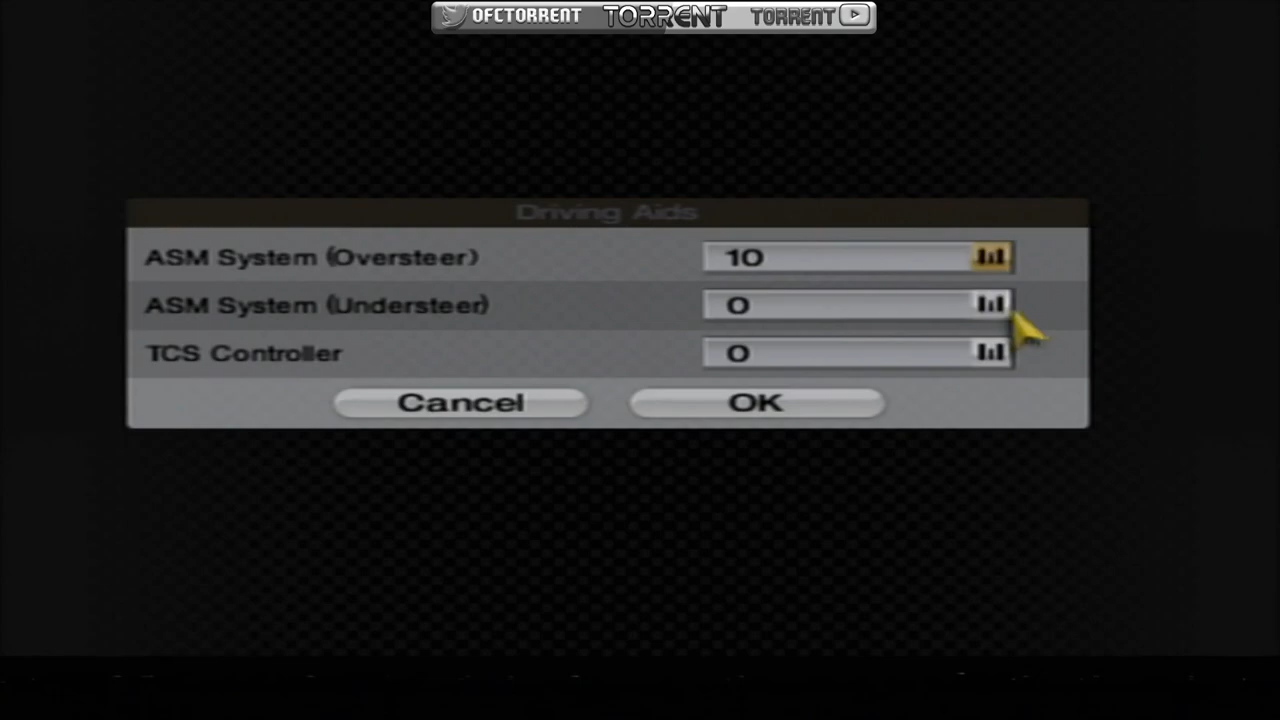 OFCTORRENT TORRENT TORRENT
Driving Aids
ASM System (Oversteer) 10
ASM System (Understeer) 0
TCS Controller 0
Cancel OK